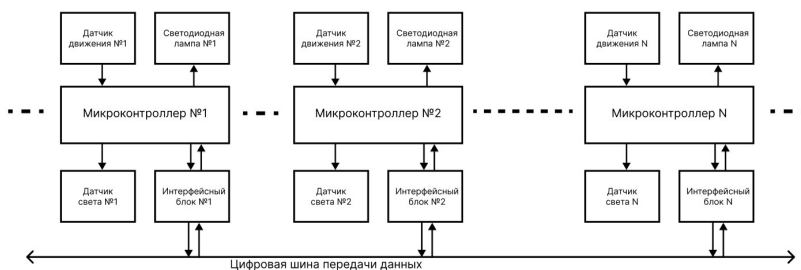 Датчик
движения №1
Светодиодная
лампа №1
Датчик
движения №2
Светодиодная
лампа №2
Датчик
движения N
Светодиодная
лампа N
Микроконтроллер №1
Микроконтроллер №2
Микроконтроллер N
Датчик
света №1
Интерфейсный
блок №1
Датчик
света №2
Интерфейсный
блок №2
Датчик
света N
Интерфейсный
блок N
Цифровая шина передачи данных